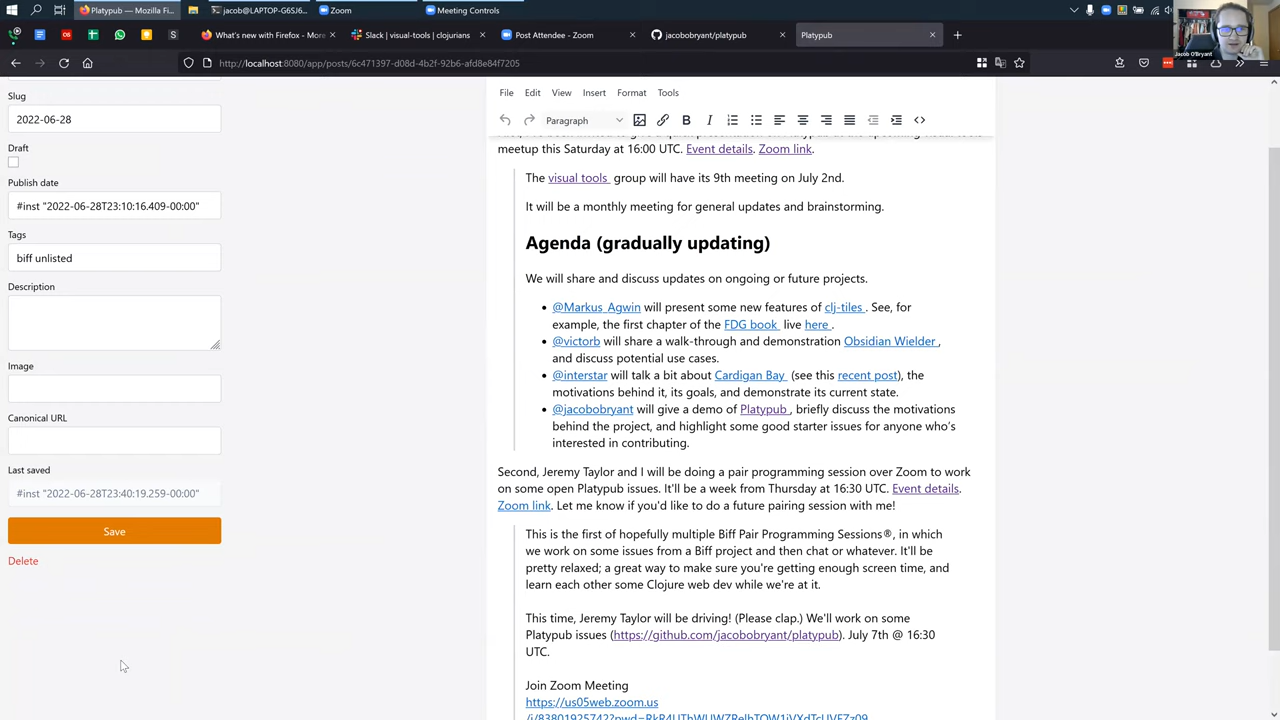 Platypub — Mozilla Fi...
jacob@LAPTOP-G6SJ6...
Zoom
Meeting Controls
What's new with Firefox - More
Slack | visual-tools | clojurians
Post Attendee - Zoom
jacobobryant/platypub
Platypub
http://localhost:8080/app/posts/6c471397-d08d-4b2f-92b6-afd8e84f7205
Jacob O'Bryant
Slug
2022-06-28
Draft
Publish date
#inst "2022-06-28T23:10:16.409-00:00"
Tags
biff unlisted
Description
Image
Canonical URL
Last saved
#inst "2022-06-28T23:40:19.259-00:00"
Save
Delete
File Edit View Insert Format Tools
Paragraph
meetup this Saturday at 16:00 UTC. Event details. Zoom link.
The visual tools group will have its 9th meeting on July 2nd.
It will be a monthly meeting for general updates and brainstorming.
Agenda (gradually updating)
We will share and discuss updates on ongoing or future projects.
• @Markus_Agwin will present some new features of clj-tiles . See, for
example, the first chapter of the FDG book live here .
• @victorb will share a walk-through and demonstration Obsidian Wielder ,
and discuss potential use cases.
• @interstar will talk a bit about Cardigan Bay (see this recent post), the
motivations behind it, its goals, and demonstrate its current state.
• @jacobobryant will give a demo of Platypub , briefly discuss the motivations
behind the project, and highlight some good starter issues for anyone who's
interested in contributing.
Second, Jeremy Taylor and I will be doing a pair programming session over Zoom to work
on some open Platypub issues. It'll be a week from Thursday at 16:30 UTC. Event details.
Zoom link. Let me know if you'd like to do a future pairing session with me!
This is the first of hopefully multiple Biff Pair Programming Sessions®, in which
we work on some issues from a Biff project and then chat or whatever. It'll be
pretty relaxed; a great way to make sure you're getting enough screen time, and
learn each other some Clojure web dev while we're at it.
This time, Jeremy Taylor will be driving! (Please clap.) We'll work on some
Platypub issues (https://github.com/jacobobryant/platypub). July 7th @ 16:30
UTC.
Join Zoom Meeting
https://us05web.zoom.us